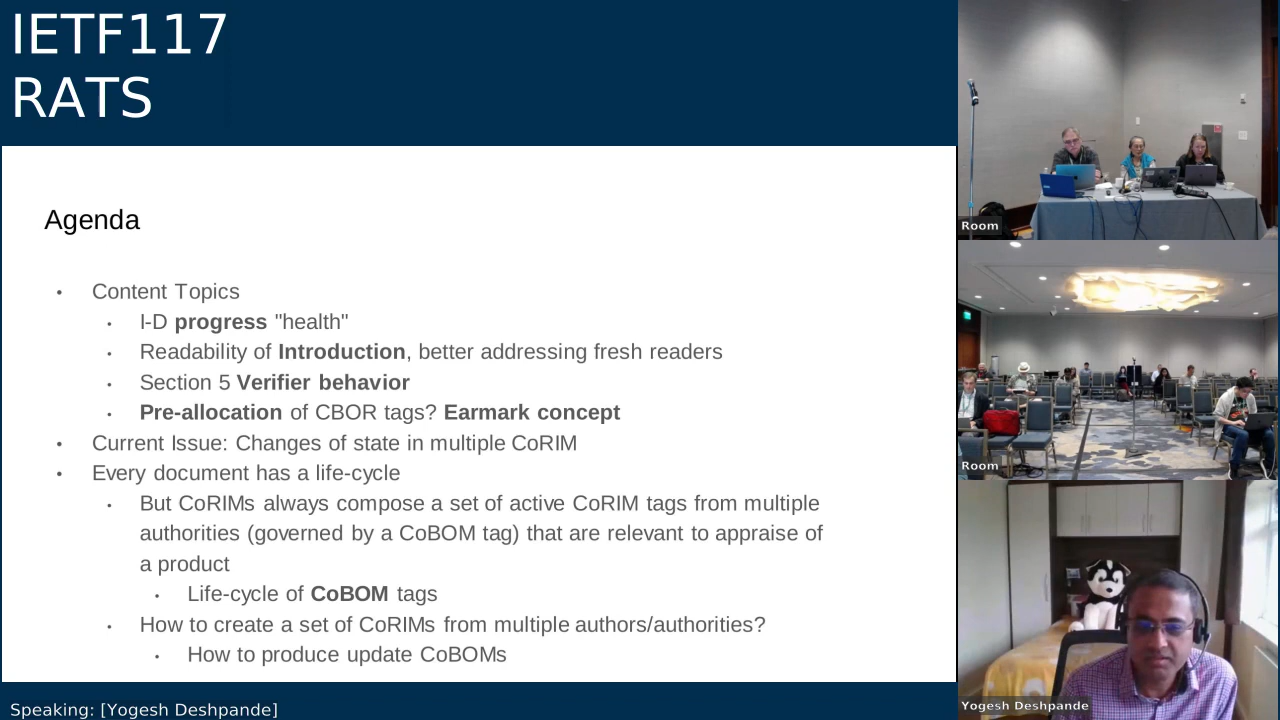 IETF117
RATS
Agenda
• Content Topics
• I-D progress "health"
• Readability of Introduction, better addressing fresh readers
• Section 5 Verifier behavior
• Pre-allocation of CBOR tags? Earmark concept
• Current Issue: Changes of state in multiple CoRIM
• Every document has a life-cycle
• But CoRIMs always compose a set of active CoRIM tags from multiple
authorities (governed by a CoBOM tag) that are relevant to appraise of
a product
• Life-cycle of CoBOM tags
• How to create a set of CoRIMs from multiple authors/authorities?
• How to produce update CoBOMs
Speaking: [Yogesh Deshpande]
Room
Room
Yogesh Deshpande